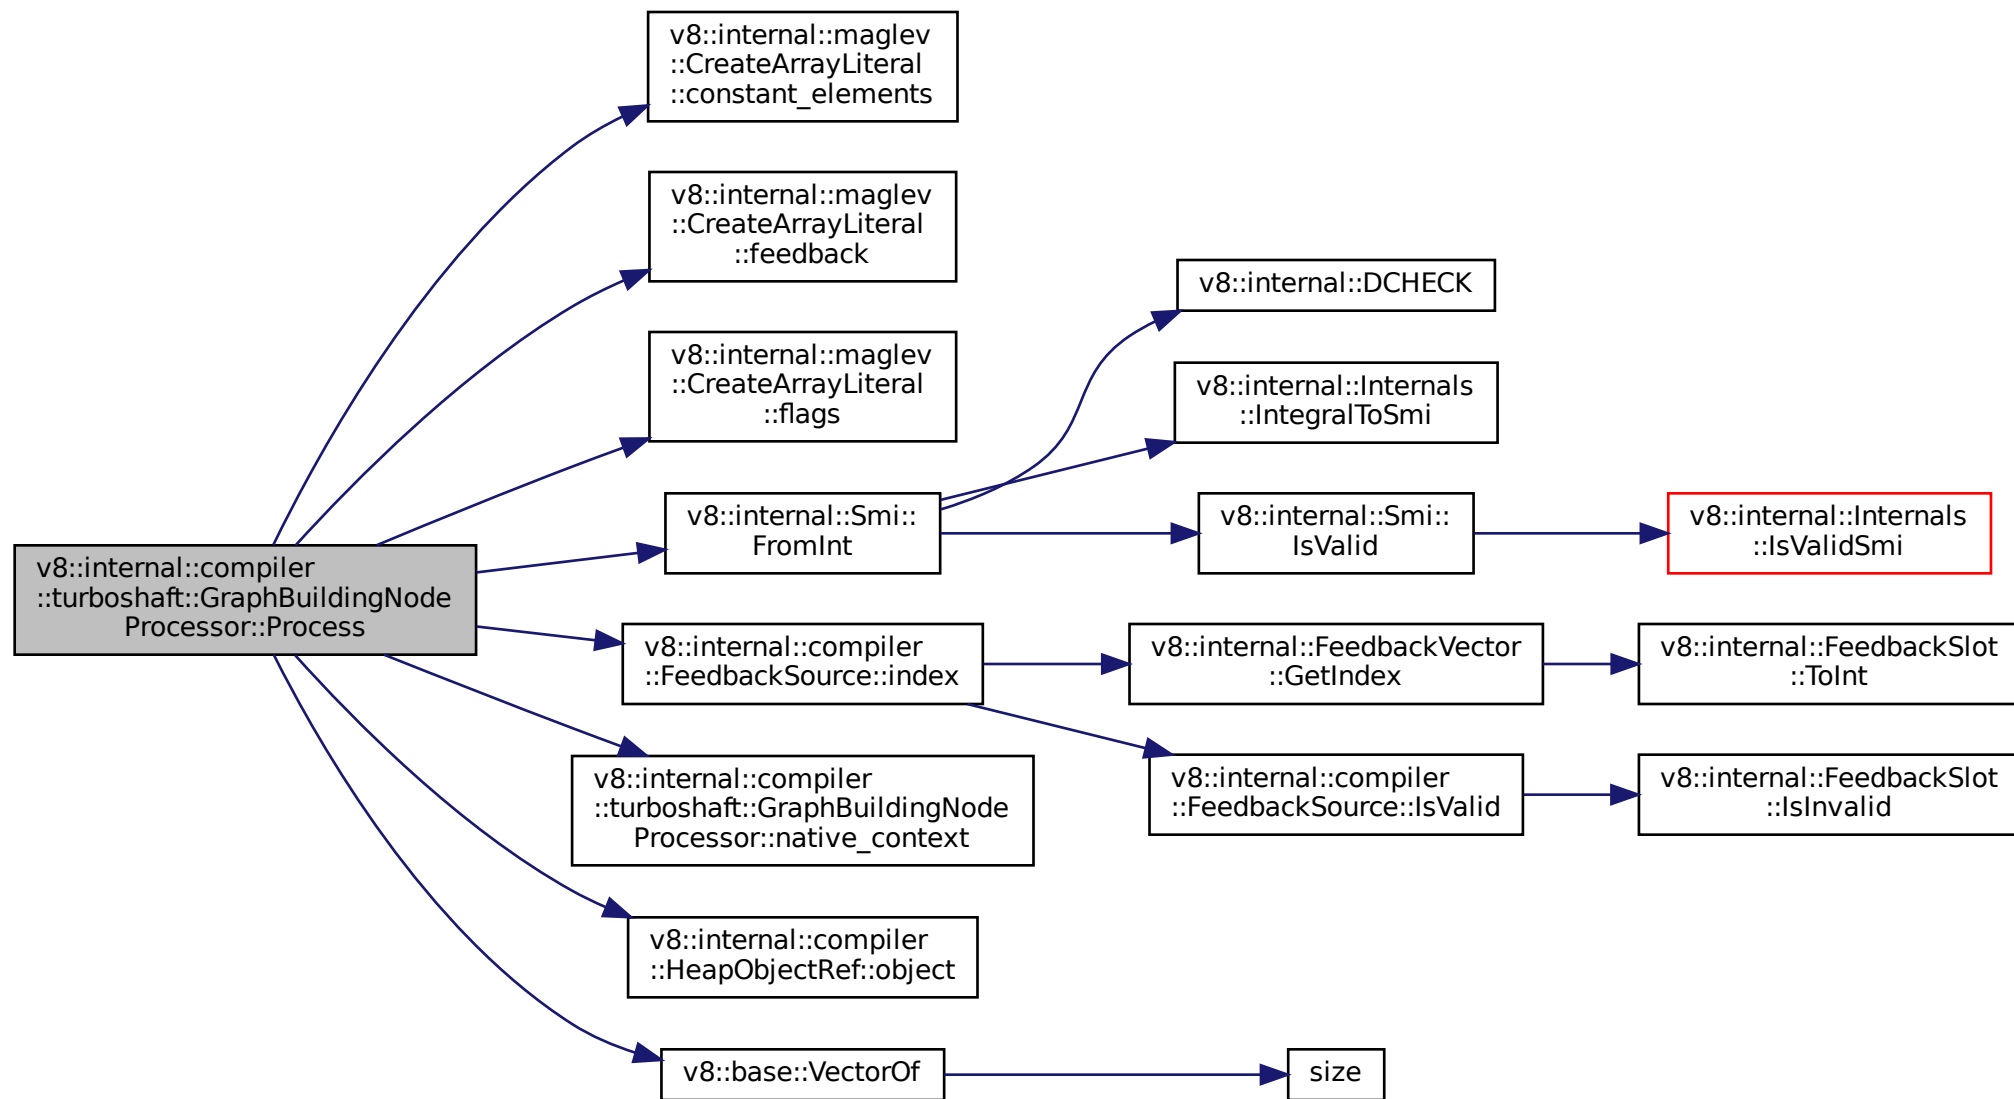 v8::internal::maglev
::CreateArrayLiteral
::constant_elements
v8::internal::maglev
::CreateArrayLiteral
::feedback
v8::internal::maglev
::CreateArrayLiteral
::flags
v8::internal::DCHECK
v8::internal::Internals
::IntegralToSmi
v8::internal::Smi::
FromInt
v8::internal::Smi::
IsValid
v8::internal::Internals
::IsValidSmi
v8::internal::compiler
::turboshaft::GraphBuildingNode
Processor::Process
v8::internal::compiler
::FeedbackSource::index
v8::internal::FeedbackVector
::GetIndex
v8::internal::FeedbackSlot
::ToInt
v8::internal::compiler
::turboshaft::GraphBuildingNode
Processor::native_context
v8::internal::compiler
::FeedbackSource::IsValid
v8::internal::FeedbackSlot
::IsInvalid
v8::internal::compiler
::HeapObjectRef::object
v8::base::VectorOf
size